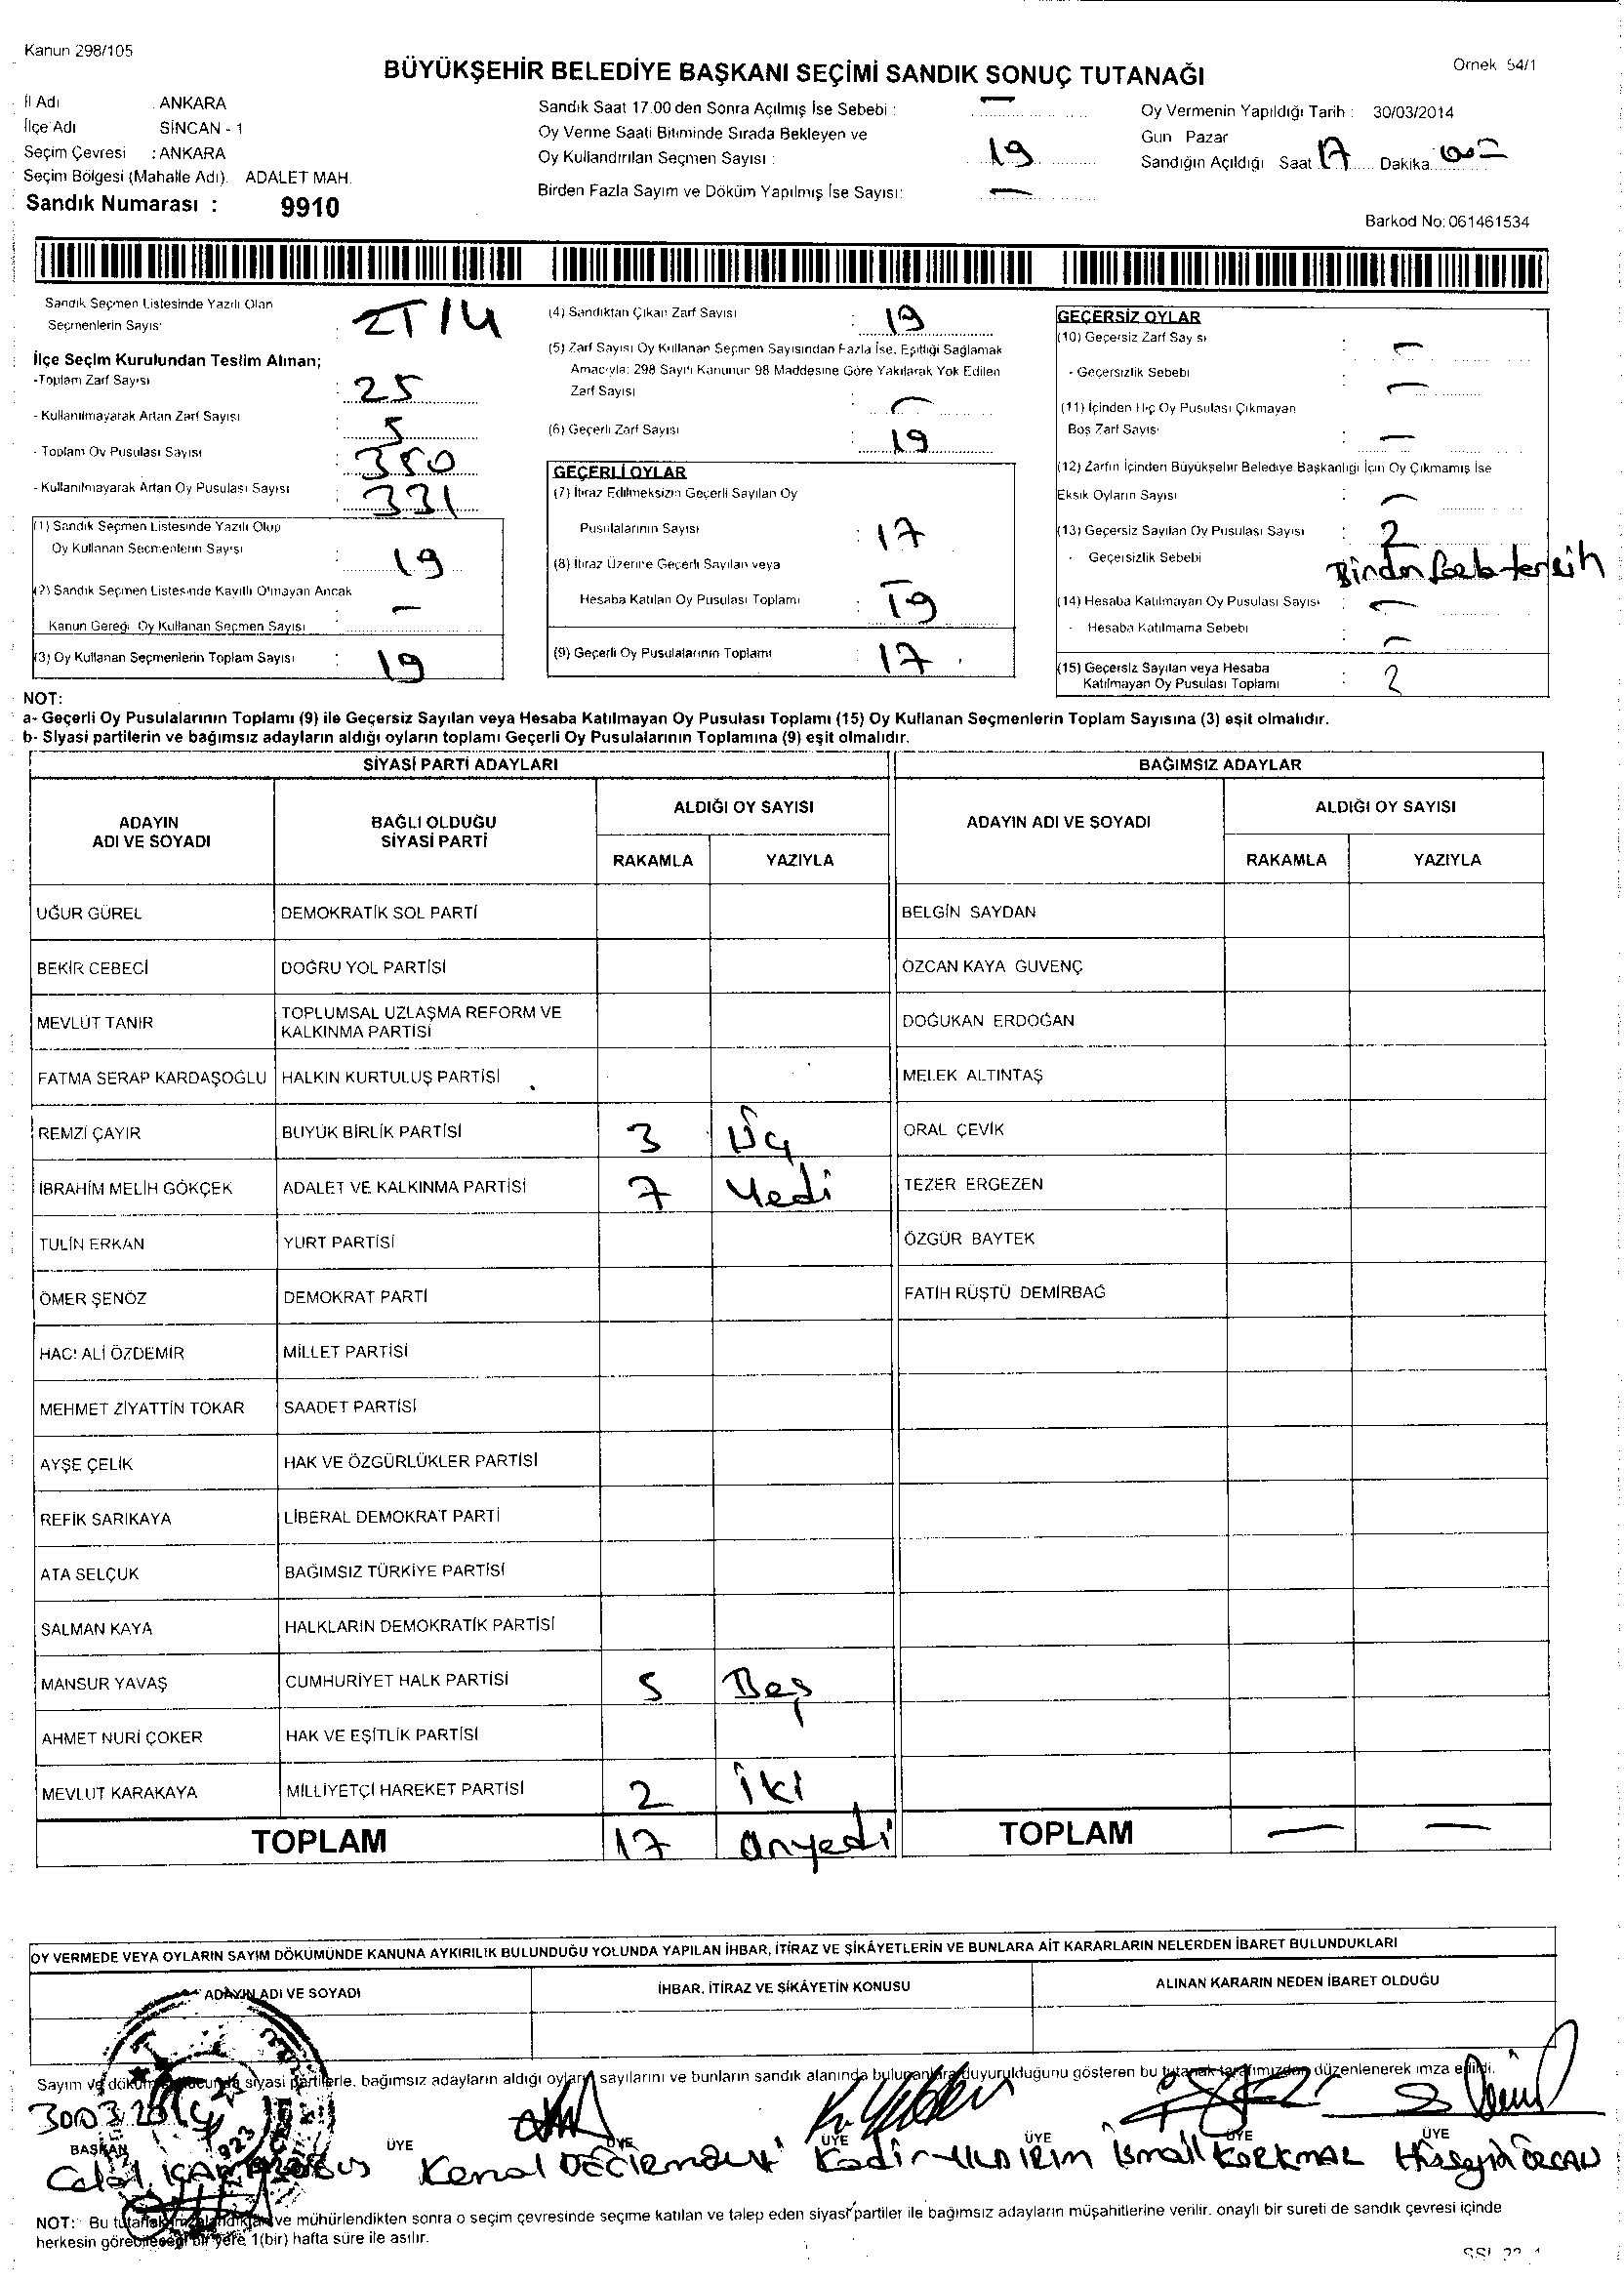 Kanun 298/105
Örnek 54/1
BÜYÜKŞEHİR BELEDİYE BAŞKANI SEÇİMİ SANDIK SONUÇ TUTANAĞI
İl Adı ANKARA
İlçe Adı SİNCAN - 1
Seçim Çevresi : ANKARA
Seçim Bölgesi (Mahalle Adı). ADALET MAH.
Sandık Numarası : 9910
Sandık Saat 17.00 den Sonra Açılmış İse Sebebi : —
Oy Verme Saati Bitiminde Sırada Bekleyen ve
Oy Kullandırılan Seçmen Sayısı : 19
Birden Fazla Sayım ve Döküm Yapılmış İse Sayısı: —
Oy Vermenin Yapıldığı Tarih : 30/03/2014
Gün Pazar
Sandığın Açıldığı Saat 17 Dakika
Barkod No: 061461534
Sandık Seçmen Listesinde Yazılı Olan
Seçmenlerin Sayısı
İlçe Seçim Kurulundan Teslim Alınan;
-Toplam Zarf Sayısı : 25
- Kullanılmayarak Artan Zarf Sayısı : 5
- Toplam Oy Pusulası Sayısı : 350
- Kullanılmayarak Artan Oy Pusulası Sayısı : 331
(1) Sandık Seçmen Listesinde Yazılı Olup
Oy Kullanan Seçmenlerin Sayısı : 19
(2) Sandık Seçmen Listesinde Kayıtlı Olmayan Ancak
Kanun Gereği Oy Kullanan Seçmen Sayısı : —
(3) Oy Kullanan Seçmenlerin Toplam Sayısı : 19
(4) Sandıktan Çıkan Zarf Sayısı : 19
(5) Zarf Sayısı Oy Kullanan Seçmen Sayısından Fazla İse, Eşitliği Sağlamak
Amacıyla; 298 Sayılı Kanunun 98 Maddesine Göre Yakılarak Yok Edilen
Zarf Sayısı : —
(6) Geçerli Zarf Sayısı : 19
GEÇERLİ OYLAR
(7) İtiraz Edilmeksizin Geçerli Sayılan Oy
Pusulalarının Sayısı : 17
(8) İtiraz Üzerine Geçerli Sayılan veya
Hesaba Katılan Oy Pusulası Toplamı : 19
(9) Geçerli Oy Pusulalarının Toplamı : 17
GEÇERSİZ OYLAR
(10) Geçersiz Zarf Sayısı : —
- Geçersizlik Sebebi : —
(11) İçinden Hiç Oy Pusulası Çıkmayan
Boş Zarf Sayısı : —
(12) Zarfın İçinden Büyükşehir Belediye Başkanlığı İçin Oy Çıkmamış İse
Eksik Oyların Sayısı : —
(13) Geçersiz Sayılan Oy Pusulası Sayısı : 2
- Geçersizlik Sebebi : Birden fazla tercih
(14) Hesaba Katılmayan Oy Pusulası Sayısı : —
- Hesaba Katılmama Sebebi : —
(15) Geçersiz Sayılan veya Hesaba
Katılmayan Oy Pusulası Toplamı : 2
NOT:
a- Geçerli Oy Pusulalarının Toplamı (9) ile Geçersiz Sayılan veya Hesaba Katılmayan Oy Pusulası Toplamı (15) Oy Kullanan Seçmenlerin Toplam Sayısına (3) eşit olmalıdır.
b- Siyasi partilerin ve bağımsız adayların aldığı oyların toplamı Geçerli Oy Pusulalarının Toplamına (9) eşit olmalıdır.
SİYASİ PARTİ ADAYLARI BAĞIMSIZ ADAYLAR
ADAYIN ADI VE SOYADI BAĞLI OLDUĞU SİYASİ PARTİ ALDIĞI OY SAYISI ADAYIN ADI VE SOYADI ALDIĞI OY SAYISI
RAKAMLA YAZIYLA RAKAMLA YAZIYLA
UĞUR GÜREL DEMOKRATİK SOL PARTİ BELGİN SAYDAN
BEKİR CEBECİ DOĞRU YOL PARTİSİ ÖZCAN KAYA GÜVENÇ
MEVLÜT TANIR TOPLUMSAL UZLAŞMA REFORM VE KALKINMA PARTİSİ DOĞUKAN ERDOĞAN
FATMA SERAP KARDAŞOĞLU HALKIN KURTULUŞ PARTİSİ MELEK ALTINTAŞ
REMZİ ÇAYIR BÜYÜK BİRLİK PARTİSİ 3 Üç ORAL ÇEVİK
İBRAHİM MELİH GÖKÇEK ADALET VE KALKINMA PARTİSİ 7 Yedi TEZER ERGEZEN
TÜLİN ERKAN YURT PARTİSİ ÖZGÜR BAYTEK
ÖMER ŞENÖZ DEMOKRAT PARTİ FATİH RÜŞTÜ DEMİRBAĞ
HACI ALİ ÖZDEMİR MİLLET PARTİSİ
MEHMET ZİYATTİN TOKAR SAADET PARTİSİ
AYŞE ÇELİK HAK VE ÖZGÜRLÜKLER PARTİSİ
REFİK SARIKAYA LİBERAL DEMOKRAT PARTİ
ATA SELÇUK BAĞIMSIZ TÜRKİYE PARTİSİ
SALMAN KAYA HALKLARIN DEMOKRATİK PARTİSİ
MANSUR YAVAŞ CUMHURİYET HALK PARTİSİ 5 Beş
AHMET NURİ ÇOKER HAK VE EŞİTLİK PARTİSİ
MEVLÜT KARAKAYA MİLLİYETÇİ HAREKET PARTİSİ 2 İki
TOPLAM 17 Onyedi TOPLAM — —
OY VERMEDE VEYA OYLARIN SAYIM DÖKÜMÜNDE KANUNA AYKIRILIK BULUNDUĞU YOLUNDA YAPILAN İHBAR, İTİRAZ VE ŞİKÂYETLERİN VE BUNLARA AİT KARARLARIN NELERDEN İBARET BULUNDUKLARI
ADAYIN ADI VE SOYADI İHBAR, İTİRAZ VE ŞİKÂYETİN KONUSU ALINAN KARARIN NEDEN İBARET OLDUĞU
Sayım ve döküm sonucunda siyasi partilerle, bağımsız adayların aldığı oyların sayılarını ve bunların sandık alanında bulunanlara duyurulduğunu gösteren bu tutanak tarafımızdan düzenlenerek imza edildi.
BAŞKAN ÜYE ÜYE ÜYE ÜYE ÜYE ÜYE
Celal Kemal Kadir YILDIRIM İsmail KORKMAZ Hüseyin ÖZCAN
NOT: Bu tutanak imzalandıktan ve mühürlendikten sonra o seçim çevresinde seçime katılan ve talep eden siyasi partiler ile bağımsız adayların müşahitlerine verilir. onaylı bir sureti de sandık çevresi içinde
herkesin görebileceği bir yere 1(bir) hafta süre ile asılır.